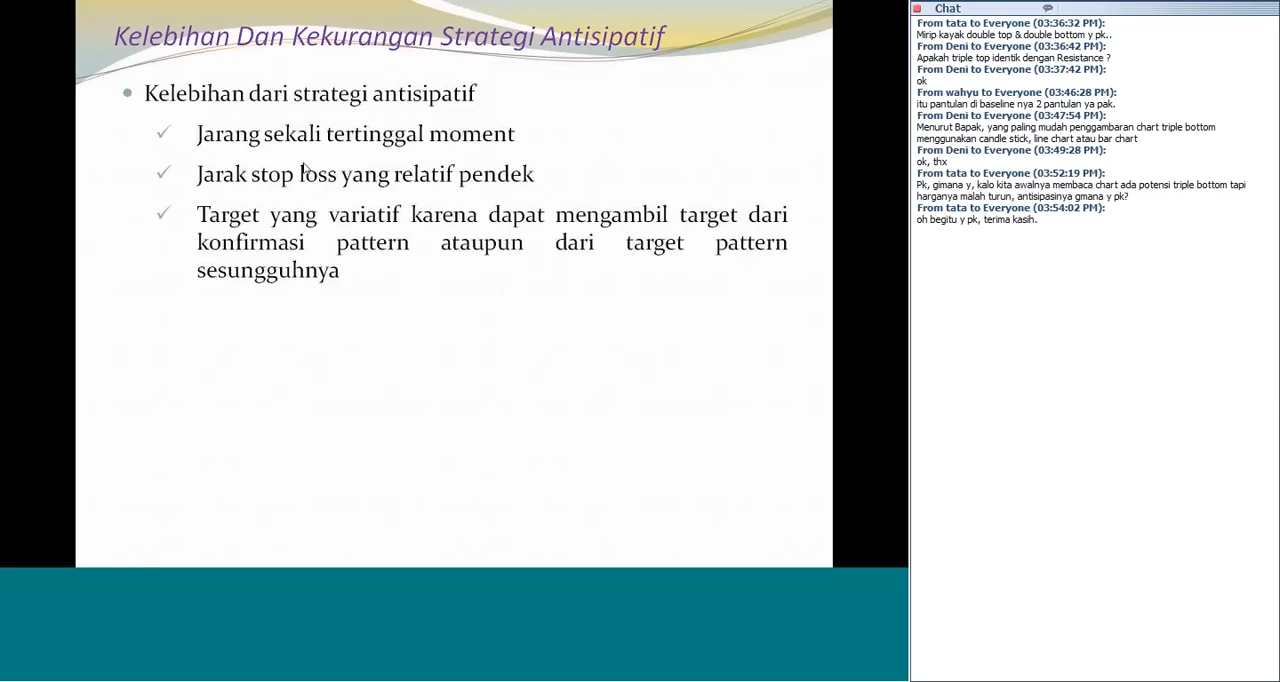 Kelebihan Dan Kekurangan Strategi Antisipatif
Kelebihan dari strategi antisipatif
Jarang sekali tertinggal moment
Jarak stop loss yang relatif pendek
Target yang variatif karena dapat mengambil target dari
konfirmasi pattern ataupun dari target pattern
sesungguhnya
Chat
From tata to Everyone (03:36:32 PM):
Mirip kayak double top & double bottom y pk..
From Deni to Everyone (03:36:42 PM):
Apakah triple top identik dengan Resistance ?
From Deni to Everyone (03:37:42 PM):
ok
From wahyu to Everyone (03:46:28 PM):
itu pantulan di baseline nya 2 pantulan ya pak.
From Deni to Everyone (03:47:54 PM):
Menurut Bapak, yang paling mudah penggambaran chart triple bottom
menggunakan candle stick, line chart atau bar chart
From Deni to Everyone (03:49:28 PM):
ok, thx
From tata to Everyone (03:52:19 PM):
Pk, gimana y, kalo kita awalnya membaca chart ada potensi triple bottom tapi
harganya malah turun, antisipasinya gmana y pk?
From tata to Everyone (03:54:02 PM):
oh begitu y pk, terima kasih.